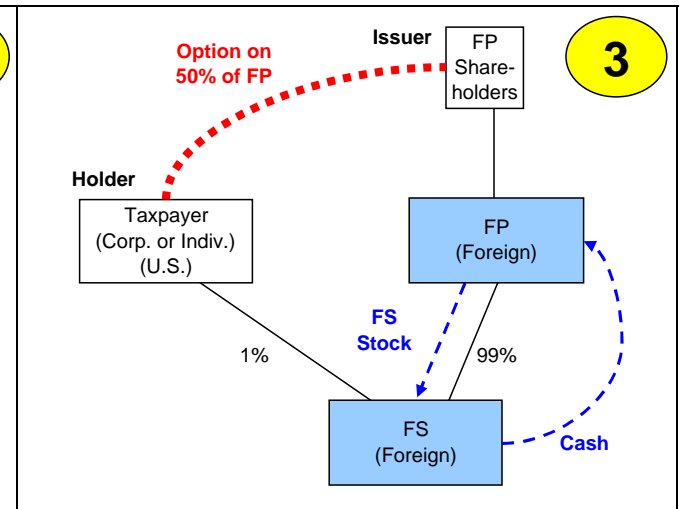 Issuer
FP
Share-
holders
3
Option on
50% of FP
Holder
Taxpayer
(Corp. or Indiv.)
(U.S.)
FP
(Foreign)
FS
Stock
1%
99%
FS
(Foreign)
Cash